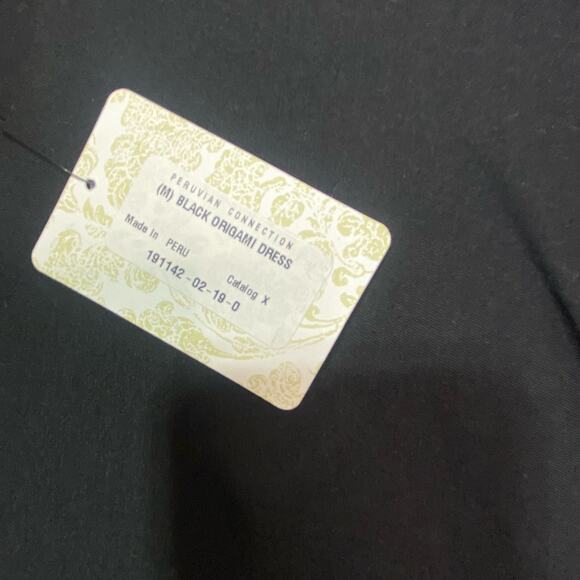 PERUVIAN CONNECTION
(M) BLACK ORIGAMI DRESS
Made in PERU Catalog X
191142-02-19-0